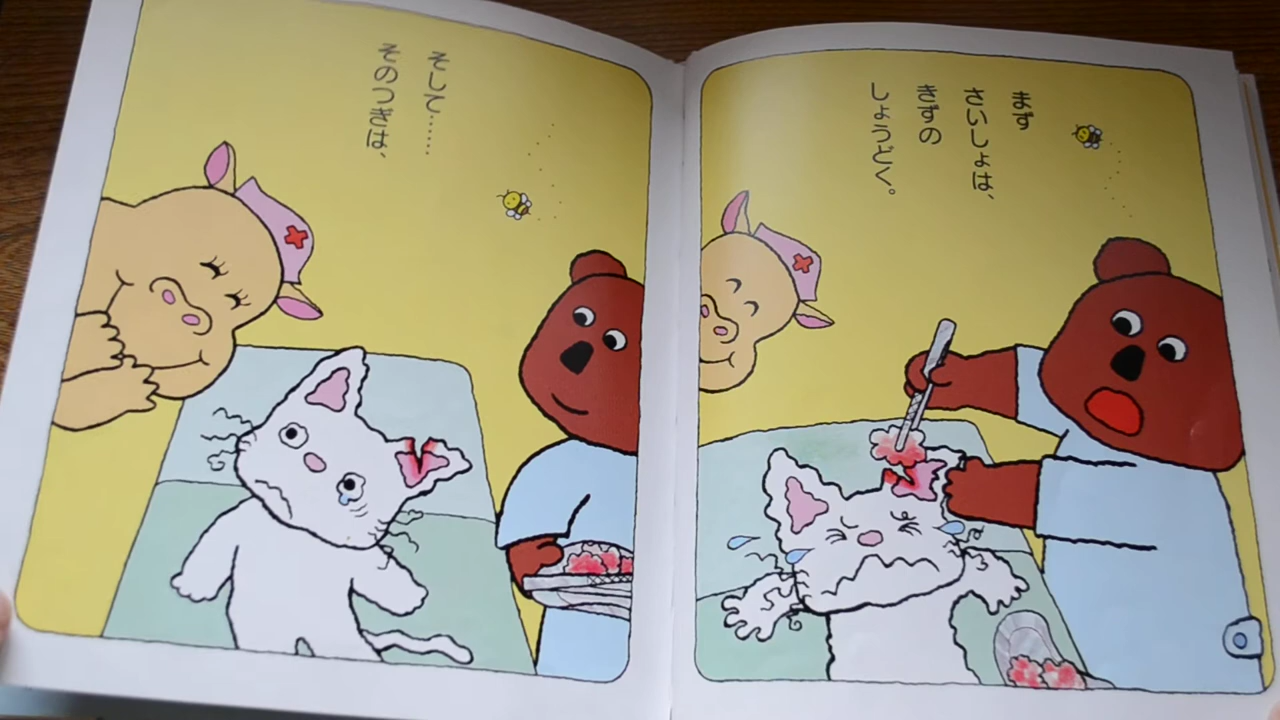 まず
さいしょは、
きずの
しょうどく。
そして……
そのつぎは、